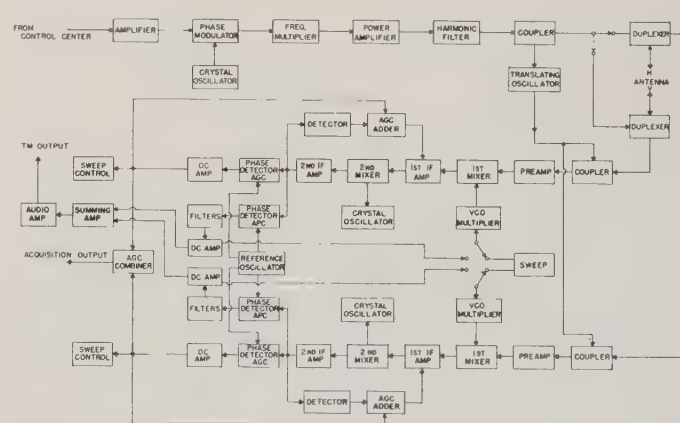 FROM
CONTROL CENTER
AMPLIFIER
PHASE
MODULATOR
FREQ.
MULTIPLIER
POWER
AMPLIFIER
HARMONIC
FILTER
COUPLER
DUPLEXER
CRYSTAL
OSCILLATOR
TRANSLATING
OSCILLATOR
H
ANTENNA
V
DUPLEXER
DETECTOR
AGC
ADDER
TM OUTPUT
SWEEP
CONTROL
DC
AMP
PHASE
DETECTOR
AGC
2ND IF
AMP
2ND
MIXER
1ST IF
AMP
1ST
MIXER
PREAMP
COUPLER
AUDIO
AMP
SUMMING
AMP
FILTERS
PHASE
DETECTOR
APC
CRYSTAL
OSCILLATOR
VCO
MULTIPLIER
DC AMP
ACQUISITION OUTPUT
AGC
COMBINER
REFERENCE
OSCILLATOR
SWEEP
DC AMP
FILTERS
PHASE
DETECTOR
APC
CRYSTAL
OSCILLATOR
VCO
MULTIPLIER
SWEEP
CONTROL
DC
AMP
PHASE
DETECTOR
AGC
2ND IF
AMP
2ND
MIXER
1ST IF
AMP
1ST
MIXER
PREAMP
COUPLER
DETECTOR
AGC
ADDER